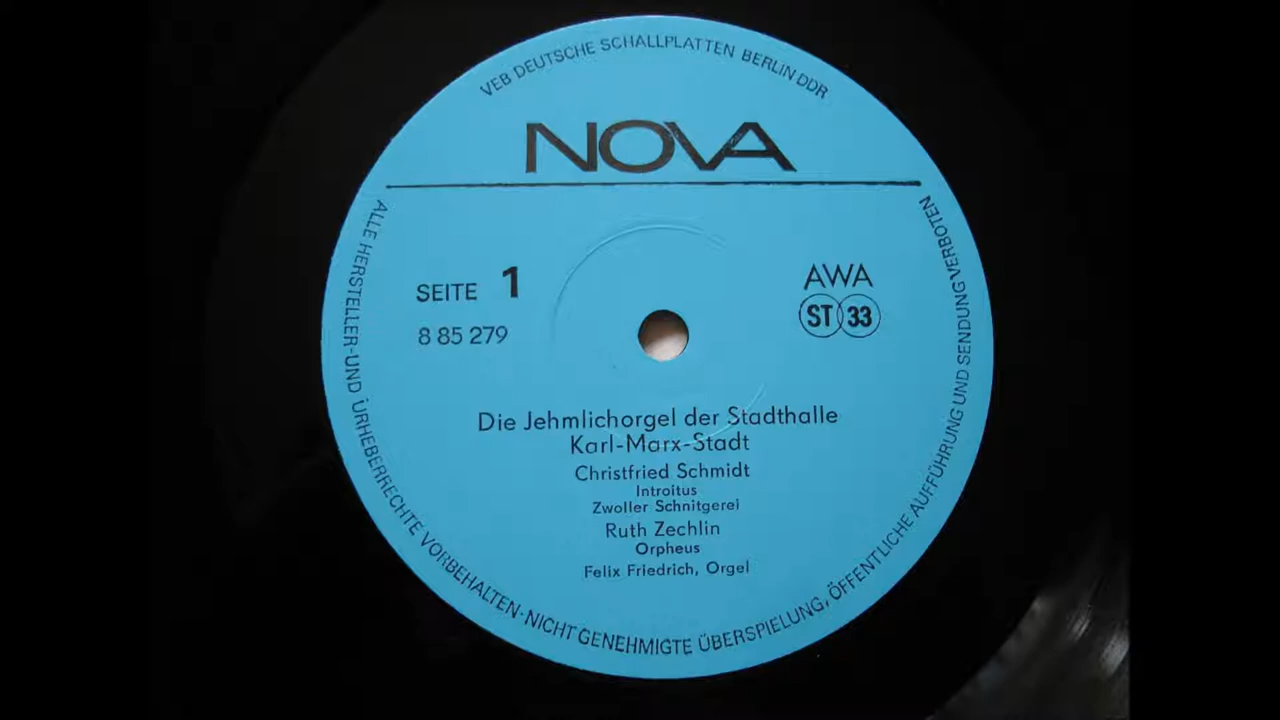 VEB DEUTSCHE SCHALLPLATTEN BERLIN DDR
NOVA
SEITE 1
8 85 279
AWA
ST 33
Die Jehmlichorgel der Stadthalle
Karl-Marx-Stadt
Christfried Schmidt
Introitus
Zwoller Schnitgerei
Ruth Zechlin
Orpheus
Felix Friedrich, Orgel
ALLE HERSTELLER-UND URHEBERRECHTE VORBEHALTEN·NICHT GENEHMIGTE ÜBERSPIELUNG, ÖFFENTLICHE AUFFÜHRUNG UND SENDUNG VERBOTEN